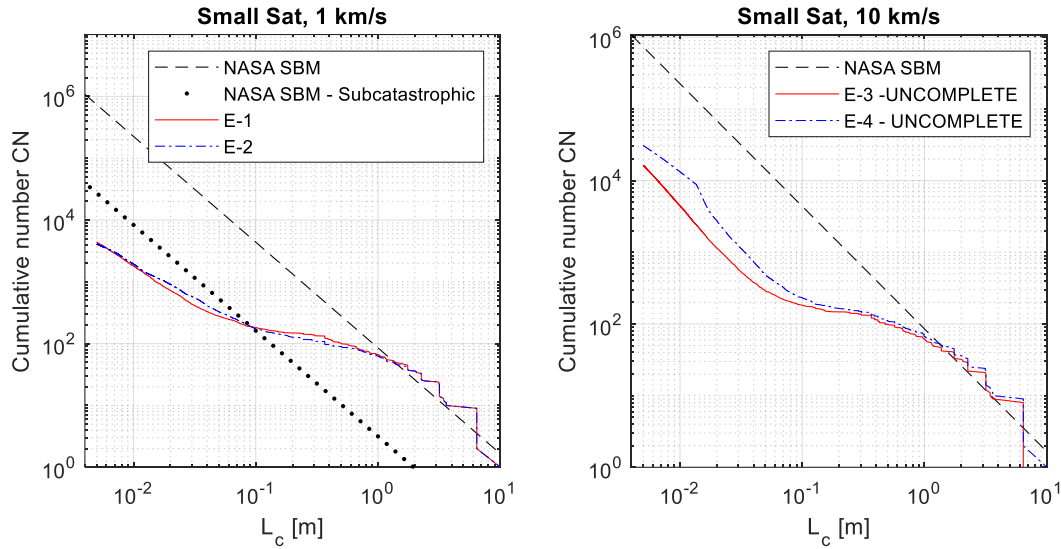 Small Sat, 1 km/s
NASA SBM
NASA SBM - Subcatastrophic
E-1
E-2
Cumulative number CN
10^6
10^4
10^2
10^0
10^-2
10^-1
10^0
10^1
L_c [m]
Small Sat, 10 km/s
NASA SBM
E-3 -UNCOMPLETE
E-4 - UNCOMPLETE
Cumulative number CN
10^6
10^4
10^2
10^0
10^-2
10^-1
10^0
10^1
L_c [m]